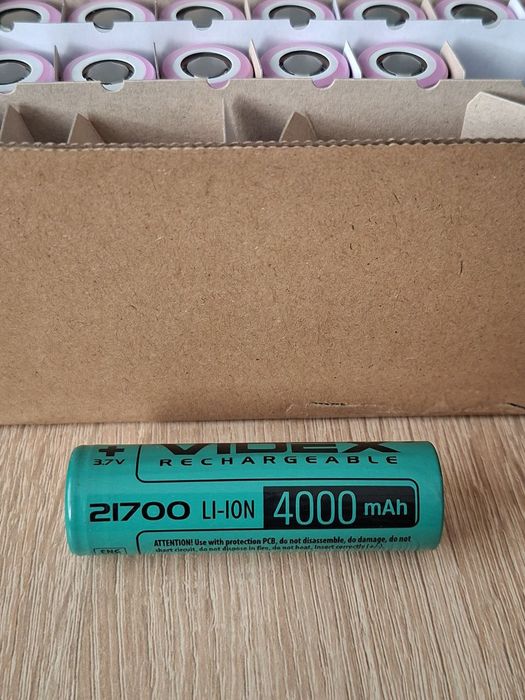 + VIDEX
3.7V RECHARGEABLE
21700 LI-ION 4000 mAh
ENG
ATTENTION! Use with protection PCB, do not disassemble, do damage, do not
short circuit, do not dispose in fire, do not heat, insert correctly (+/-).